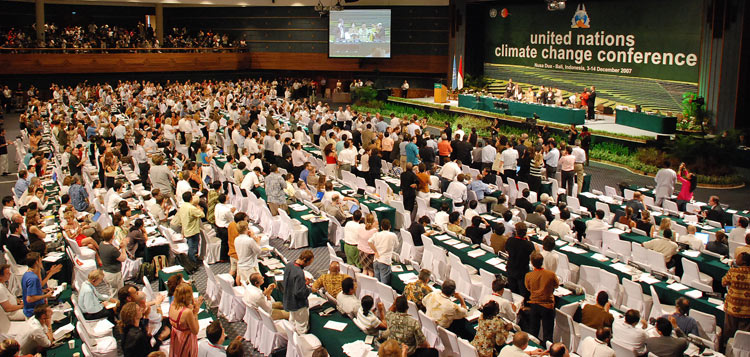 united nations
climate change conference
Nusa Dua - Bali, Indonesia, 3-14 December 2007